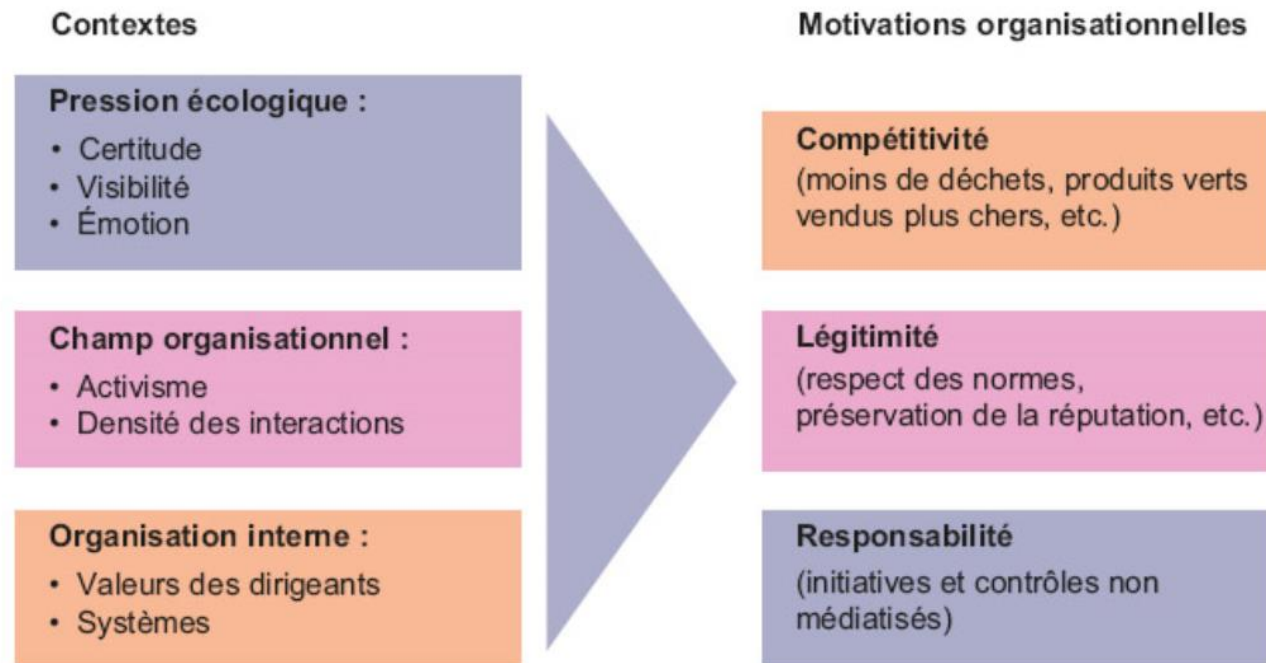 Contextes
Pression écologique :
• Certitude
• Visibilité
• Émotion
Champ organisationnel :
• Activisme
• Densité des interactions
Organisation interne :
• Valeurs des dirigeants
• Systèmes
Motivations organisationnelles
Compétitivité
(moins de déchets, produits verts
vendus plus chers, etc.)
Légitimité
(respect des normes,
préservation de la réputation, etc.)
Responsabilité
(initiatives et contrôles non
médiatisés)